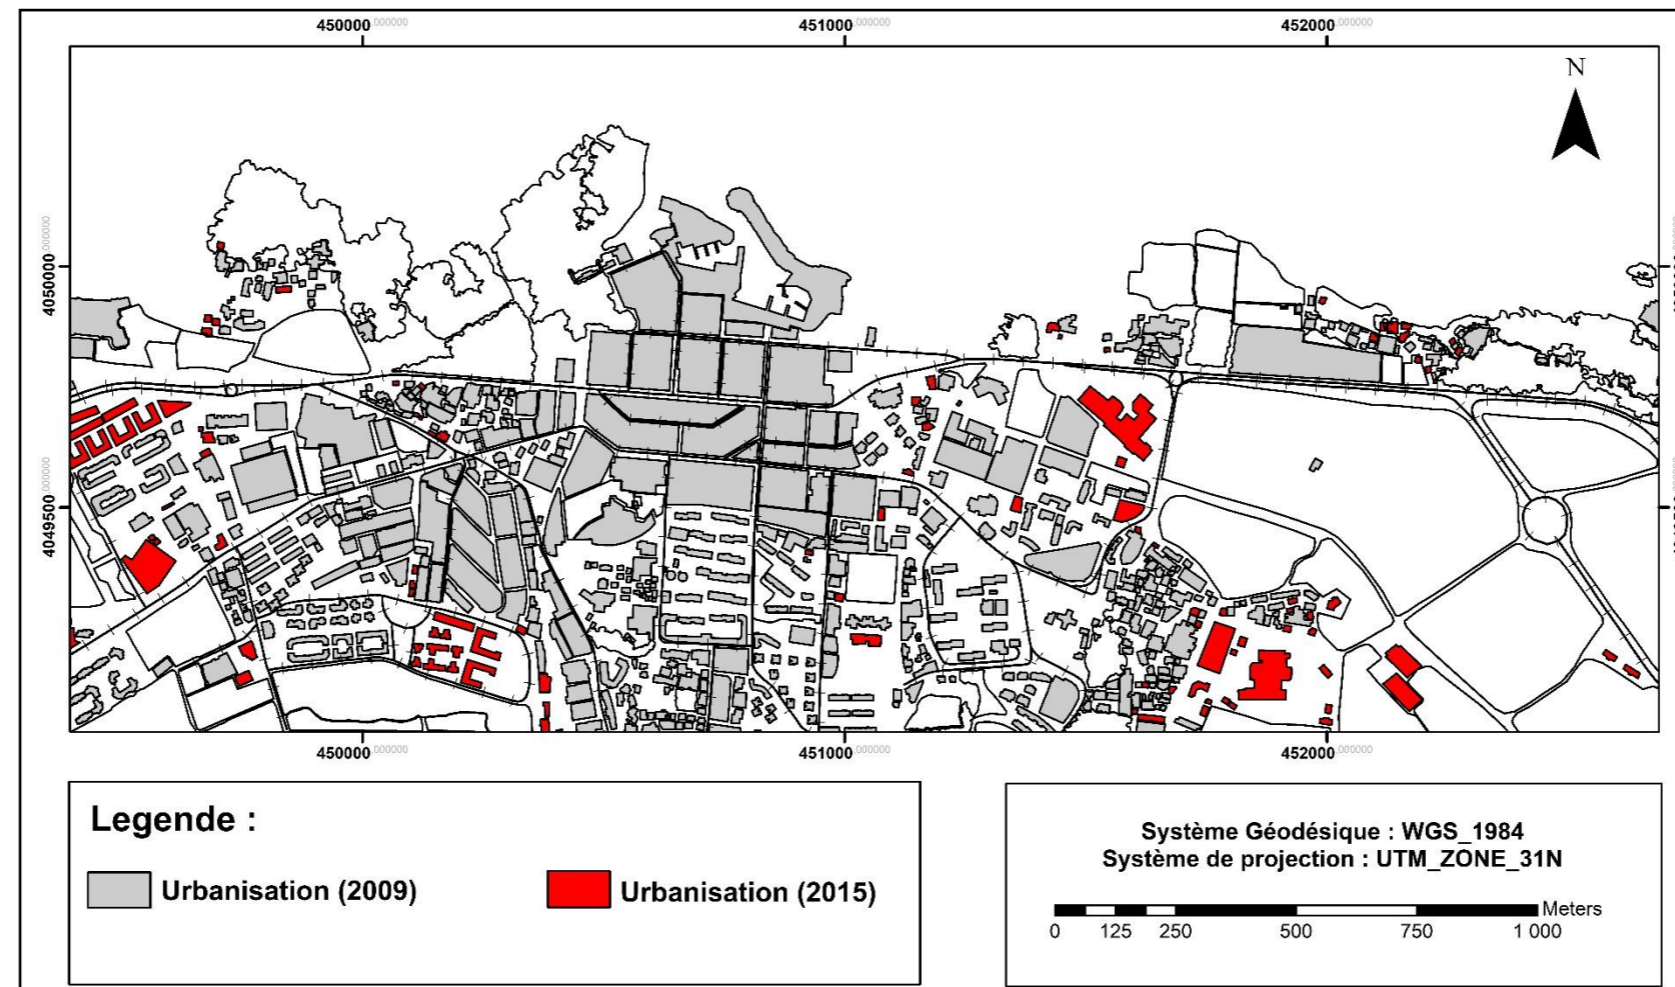 450000,000000 451000,000000 452000,000000
N
4050000,000000
4049500,000000
450000,000000 451000,000000 452000,000000
Legende :
Urbanisation (2009) Urbanisation (2015)
Système Géodésique : WGS_1984
Système de projection : UTM_ZONE_31N
Meters
0 125 250 500 750 1 000